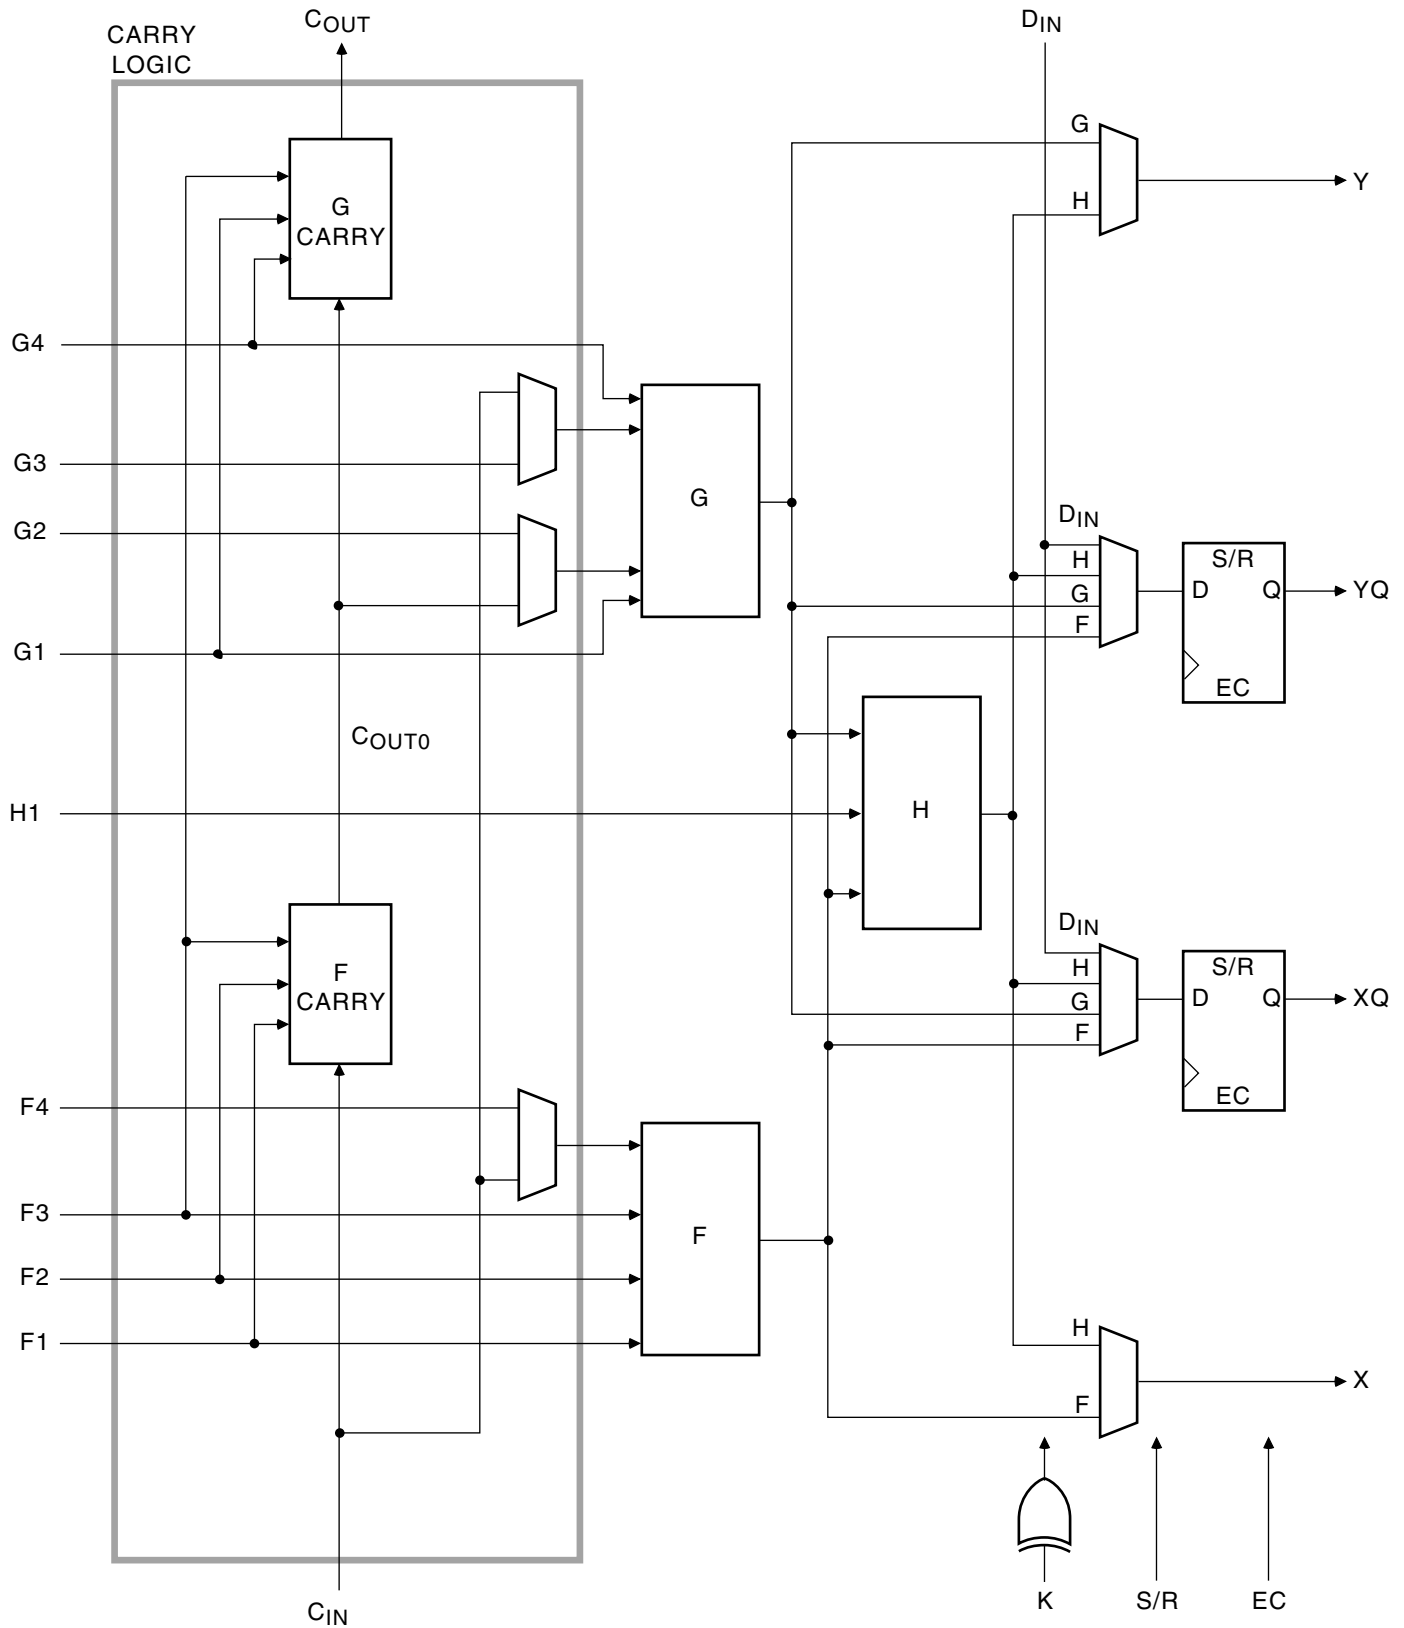 CARRY
LOGIC
COUT
DIN
G
G
CARRY
H
Y
G4
G3
G
G2
DIN
H
S/R
D
Q
YQ
G
F
G1
EC
COUT0
H1
H
DIN
F
CARRY
H
S/R
G
D
Q
XQ
F
EC
F4
F3
F
F2
F1
H
X
F
CIN
K
S/R
EC